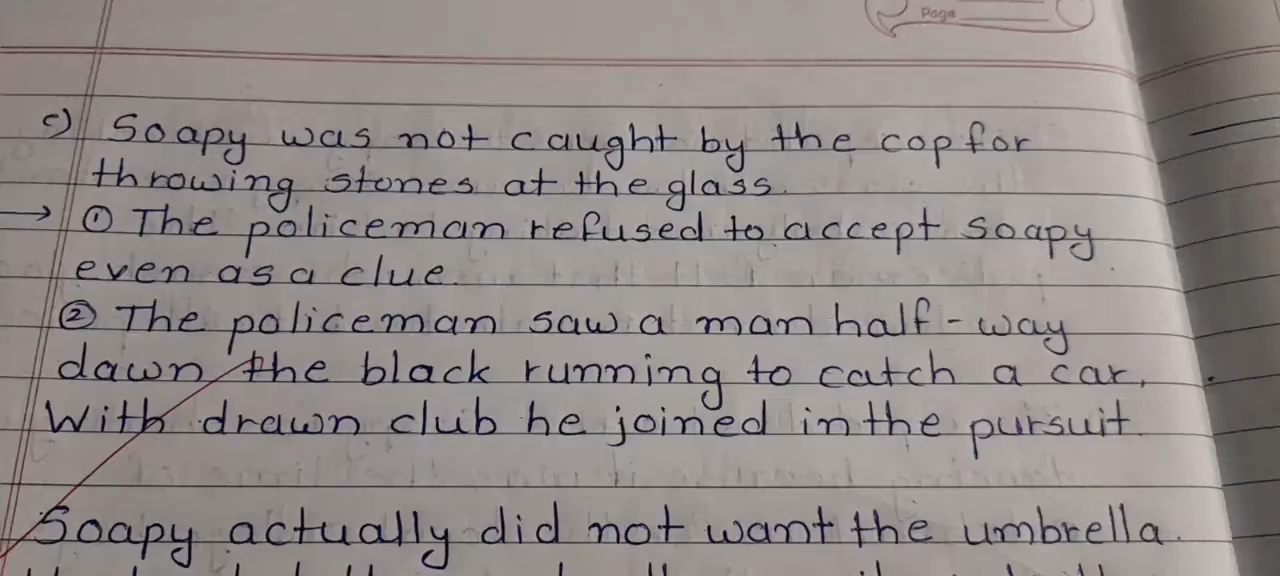 Page
c) Soapy was not caught by the cop for
throwing stones at the glass.
→ ① The policeman refused to accept Soapy
even as a clue.
② The policeman saw a man half-way
dawn the black running to catch a car.
With drawn club he joined in the pursuit.
Soapy actually did not want the umbrella.